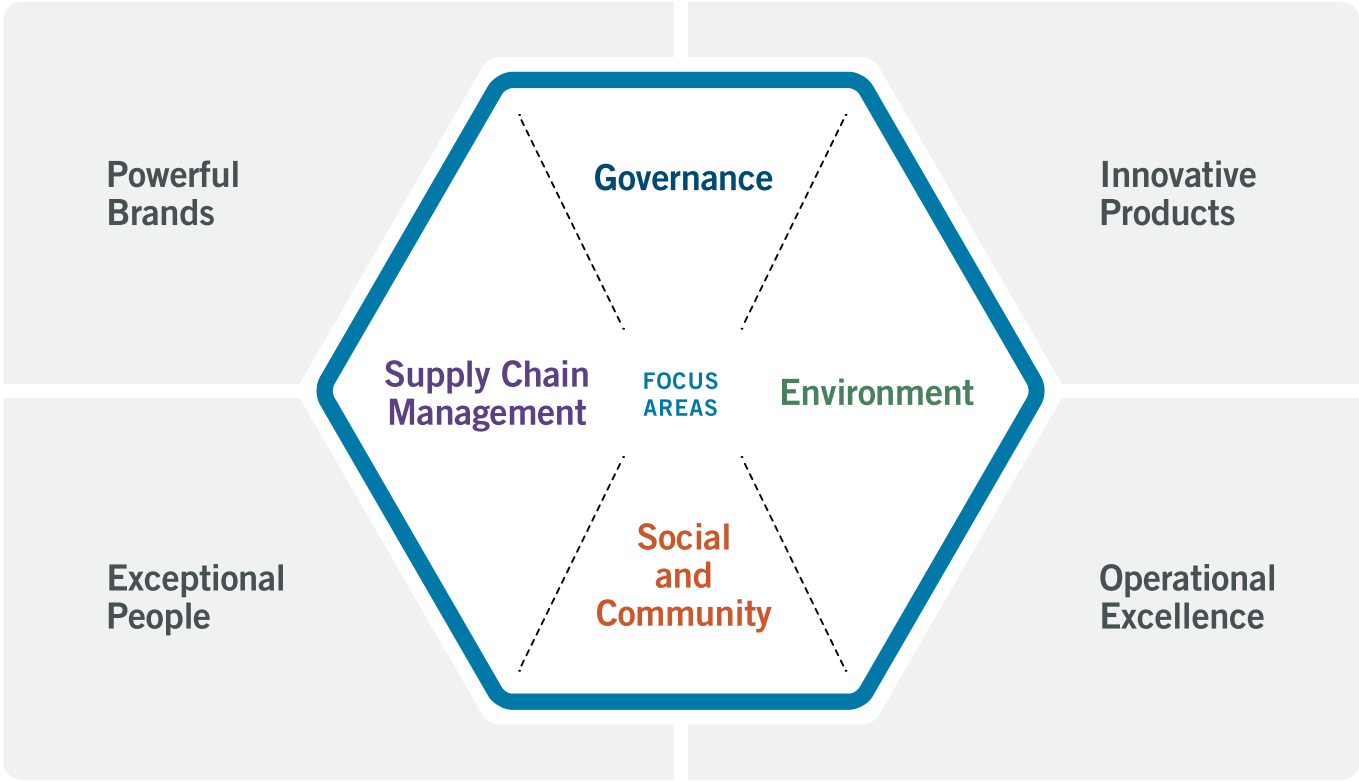 Powerful
Brands
Innovative
Products
Governance
Supply Chain
Management
FOCUS
AREAS
Environment
Social
and
Community
Exceptional
People
Operational
Excellence